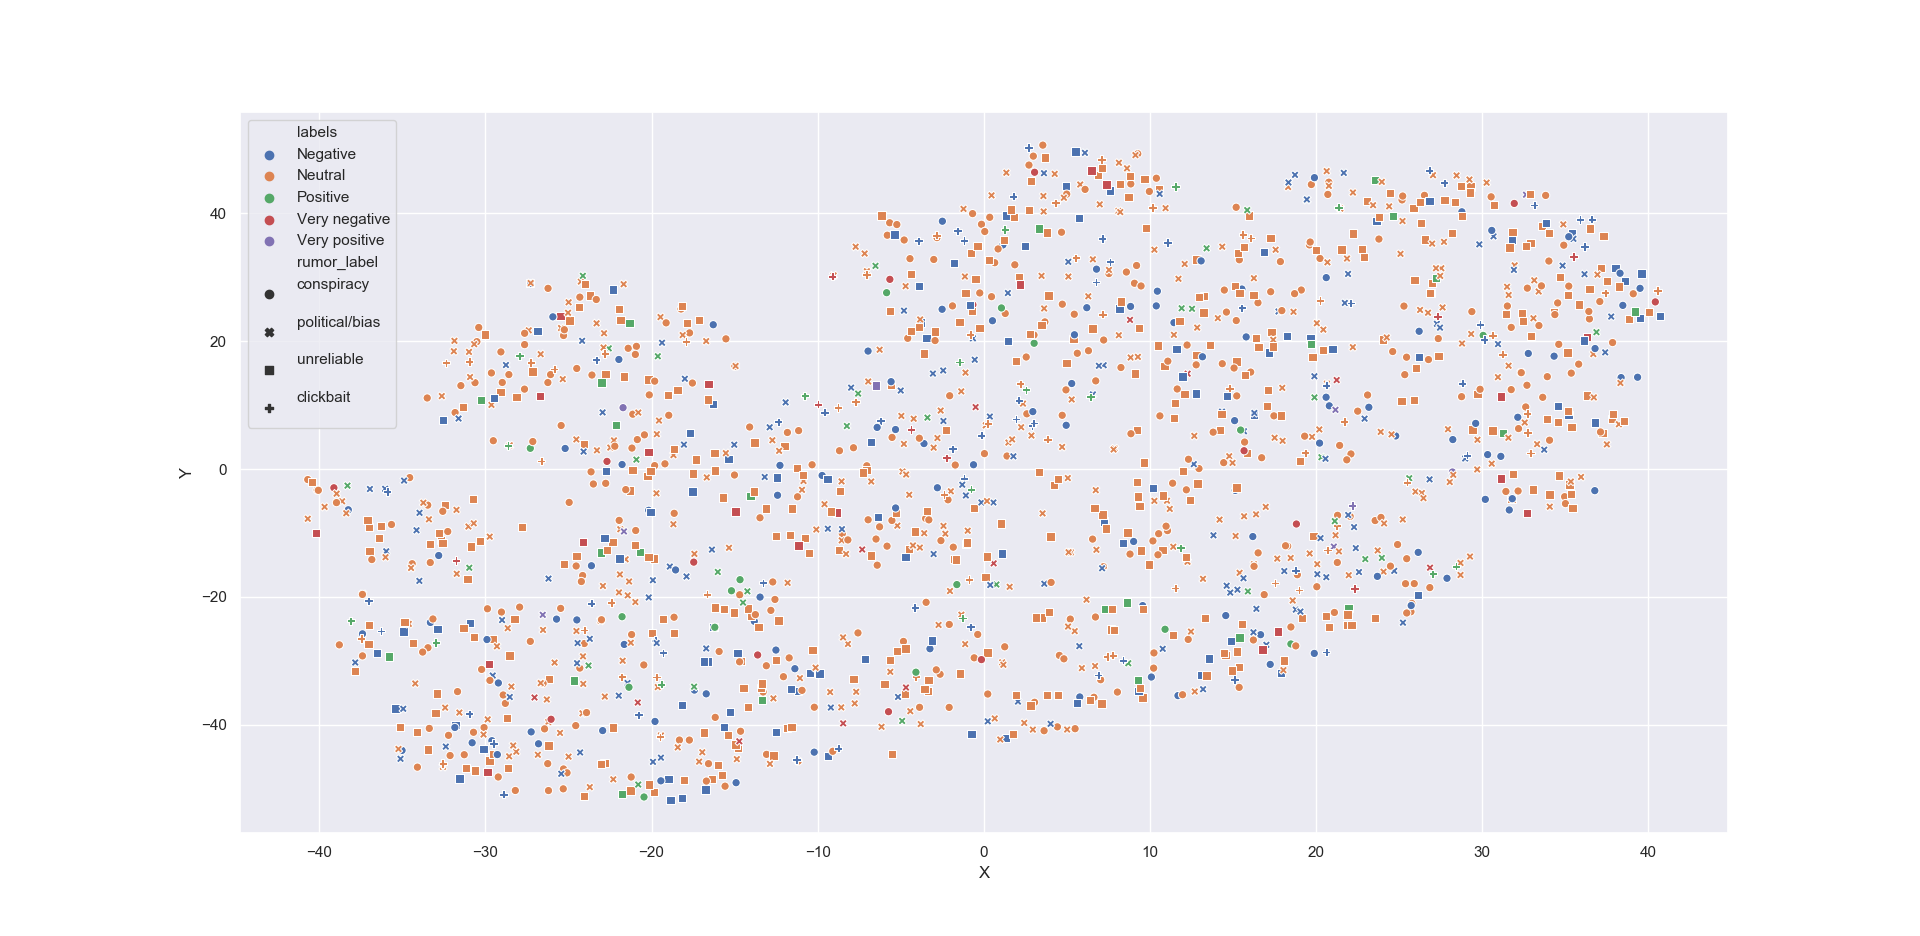 labels
Negative
Neutral
Positive
Very negative
Very positive
rumor_label
conspiracy
political/bias
unreliable
clickbait
40
20
0
−20
−40
Y
−40
−30
−20
−10
0
10
20
30
40
X